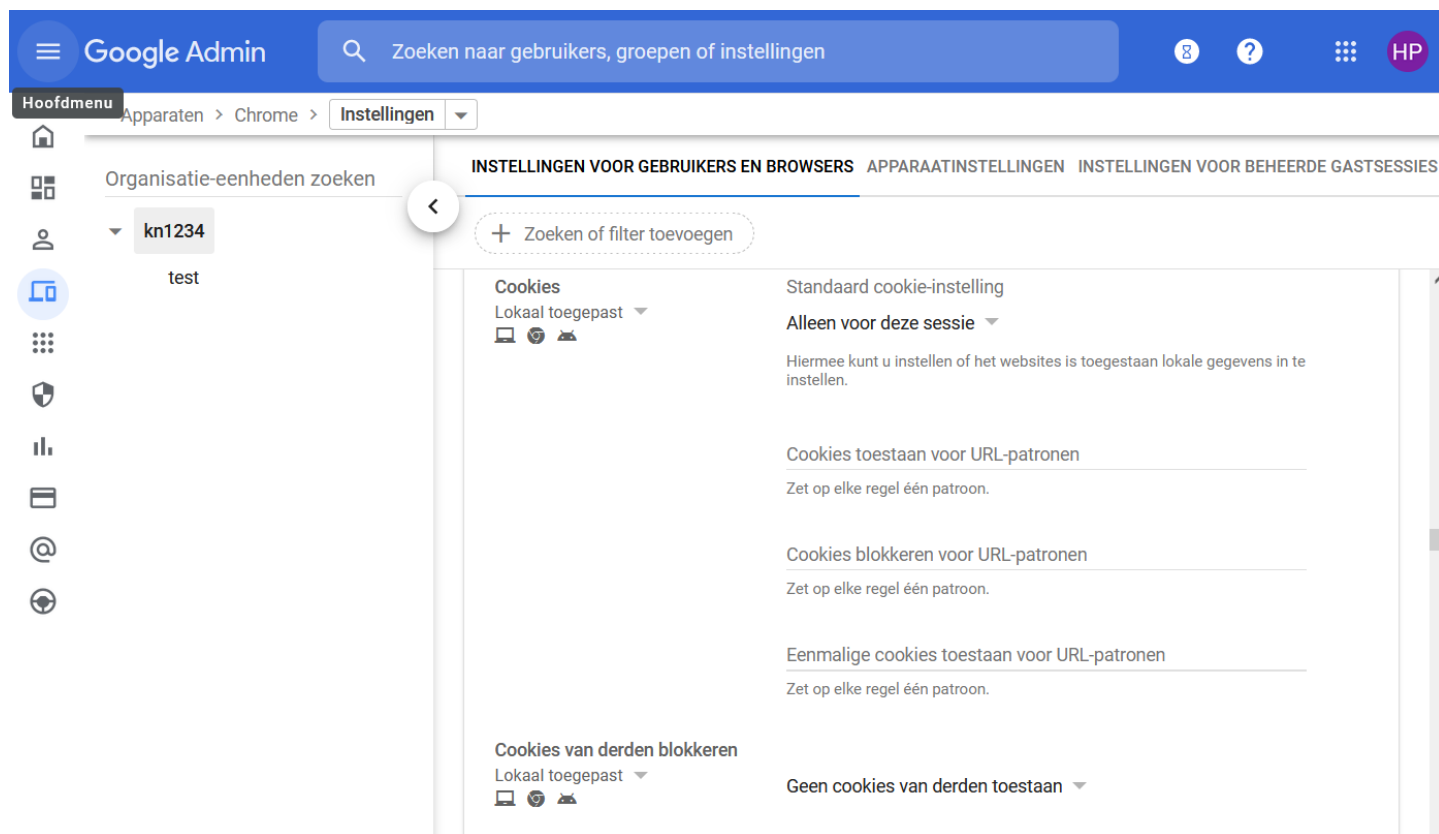 Google Admin
Zoeken naar gebruikers, groepen of instellingen
HP
Hoofdmenu
Apparaten > Chrome > Instellingen
Organisatie-eenheden zoeken
kn1234
test
INSTELLINGEN VOOR GEBRUIKERS EN BROWSERS APPARAATINSTELLINGEN INSTELLINGEN VOOR BEHEERDE GASTSESSIES
+ Zoeken of filter toevoegen
Cookies
Lokaal toegepast
Standaard cookie-instelling
Alleen voor deze sessie
Hiermee kunt u instellen of het websites is toegestaan lokale gegevens in te
instellen.
Cookies toestaan voor URL-patronen
Zet op elke regel één patroon.
Cookies blokkeren voor URL-patronen
Zet op elke regel één patroon.
Eenmalige cookies toestaan voor URL-patronen
Zet op elke regel één patroon.
Cookies van derden blokkeren
Lokaal toegepast
Geen cookies van derden toestaan